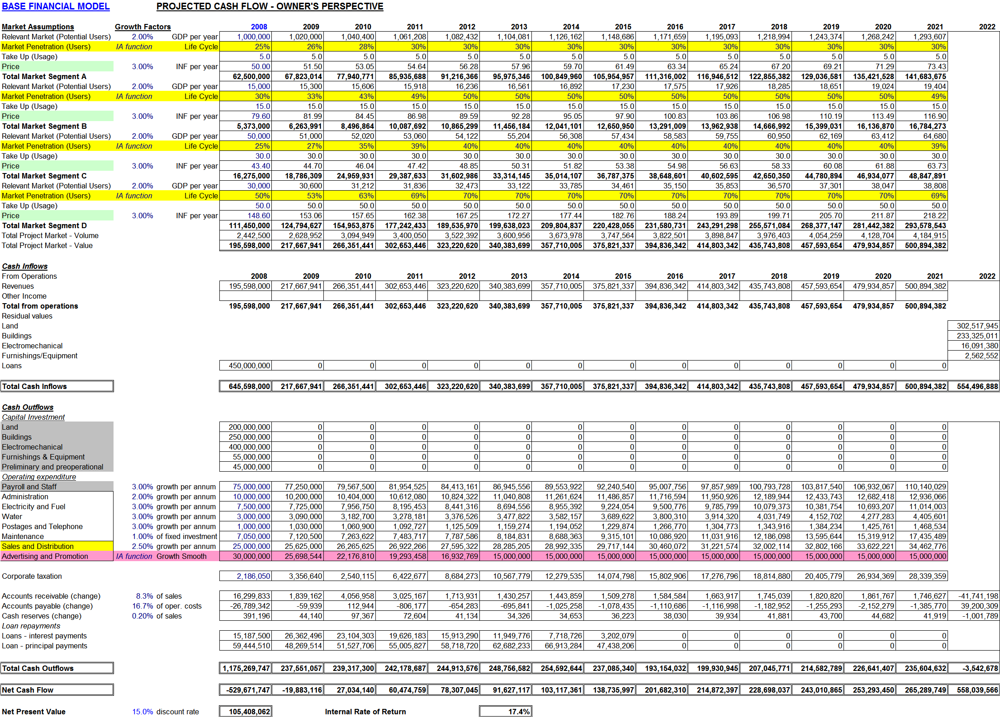 BASE FINANCIAL MODEL PROJECTED CASH FLOW - OWNER'S PERSPECTIVE
Market Assumptions Growth Factors 2008 2009 2010 2011 2012 2013 2014 2015 2016 2017 2018 2019 2020 2021 2022
Relevant Market (Potential Users) 2.00% GDP per year 1,000,000 1,020,000 1,040,400 1,061,208 1,082,432 1,104,081 1,126,162 1,148,686 1,171,659 1,195,093 1,218,994 1,243,374 1,268,242 1,293,607
Market Penetration (Users) IA function Life Cycle 25% 26% 28% 30% 30% 30% 30% 30% 30% 30% 30% 30% 30% 30%
Take Up (Usage) 5.0 5.0 5.0 5.0 5.0 5.0 5.0 5.0 5.0 5.0 5.0 5.0 5.0 5.0
Price 3.00% INF per year 50.00 51.50 53.05 54.64 56.28 57.96 59.70 61.49 63.34 65.24 67.20 69.21 71.29 73.43
Total Market Segment A 62,500,000 67,823,014 77,940,771 85,935,688 91,216,366 95,975,346 100,849,960 105,954,957 111,316,002 116,946,512 122,855,382 129,036,581 135,421,528 141,683,675
Relevant Market (Potential Users) 2.00% GDP per year 15,000 15,300 15,606 15,918 16,236 16,561 16,892 17,230 17,575 17,926 18,285 18,651 19,024 19,404
Market Penetration (Users) IA function Life Cycle 30% 33% 43% 49% 50% 50% 50% 50% 50% 50% 50% 50% 50% 49%
Take Up (Usage) 15.0 15.0 15.0 15.0 15.0 15.0 15.0 15.0 15.0 15.0 15.0 15.0 15.0 15.0
Price 3.00% INF per year 79.60 81.99 84.45 86.98 89.59 92.28 95.05 97.90 100.83 103.86 106.98 110.19 113.49 116.90
Total Market Segment B 5,373,000 6,263,991 8,496,864 10,087,692 10,865,299 11,456,184 12,041,101 12,650,950 13,291,009 13,962,938 14,666,992 15,399,031 16,136,870 16,784,273
Relevant Market (Potential Users) 2.00% GDP per year 50,000 51,000 52,020 53,060 54,122 55,204 56,308 57,434 58,583 59,755 60,950 62,169 63,412 64,680
Market Penetration (Users) IA function Life Cycle 25% 27% 35% 39% 40% 40% 40% 40% 40% 40% 40% 40% 40% 39%
Take Up (Usage) 30.0 30.0 30.0 30.0 30.0 30.0 30.0 30.0 30.0 30.0 30.0 30.0 30.0 30.0
Price 3.00% INF per year 43.40 44.70 46.04 47.42 48.85 50.31 51.82 53.38 54.98 56.63 58.33 60.08 61.88 63.73
Total Market Segment C 16,275,000 18,786,309 24,959,931 29,387,633 31,602,986 33,314,145 35,014,107 36,787,375 38,648,601 40,602,595 42,650,350 44,780,894 46,934,077 48,847,891
Relevant Market (Potential Users) 2.00% GDP per year 30,000 30,600 31,212 31,836 32,473 33,122 33,785 34,461 35,150 35,853 36,570 37,301 38,047 38,808
Market Penetration (Users) IA function Life Cycle 50% 53% 63% 69% 70% 70% 70% 70% 70% 70% 70% 70% 70% 69%
Take Up (Usage) 50.0 50.0 50.0 50.0 50.0 50.0 50.0 50.0 50.0 50.0 50.0 50.0 50.0 50.0
Price 3.00% INF per year 148.60 153.06 157.65 162.38 167.25 172.27 177.44 182.76 188.24 193.89 199.71 205.70 211.87 218.22
Total Market Segment D 111,450,000 124,794,627 154,953,875 177,242,433 189,535,970 199,638,023 209,804,837 220,428,055 231,580,731 243,291,298 255,571,084 268,377,147 281,442,382 293,578,543
Total Project Market - Volume 2,442,500 2,628,952 3,094,949 3,400,050 3,522,392 3,600,956 3,673,978 3,747,564 3,822,501 3,898,847 3,976,403 4,054,259 4,128,704 4,184,915
Total Project Market - Value 195,598,000 217,667,941 266,351,441 302,653,446 323,220,620 340,383,699 357,710,005 375,821,337 394,836,342 414,803,342 435,743,808 457,593,654 479,934,857 500,894,382
Cash Inflows
From Operations 2008 2009 2010 2011 2012 2013 2014 2015 2016 2017 2018 2019 2020 2021 2022
Revenues 195,598,000 217,667,941 266,351,441 302,653,446 323,220,620 340,383,699 357,710,005 375,821,337 394,836,342 414,803,342 435,743,808 457,593,654 479,934,857 500,894,382
Other Income
Total from operations 195,598,000 217,667,941 266,351,441 302,653,446 323,220,620 340,383,699 357,710,005 375,821,337 394,836,342 414,803,342 435,743,808 457,593,654 479,934,857 500,894,382
Residual values
Land 302,517,945
Buildings 233,325,011
Electromechanical 16,091,380
Furnishings/Equipment 2,562,552
Loans 450,000,000 0 0 0 0 0 0 0 0 0 0 0 0 0
Total Cash Inflows 645,598,000 217,667,941 266,351,441 302,653,446 323,220,620 340,383,699 357,710,005 375,821,337 394,836,342 414,803,342 435,743,808 457,593,654 479,934,857 500,894,382 554,496,888
Cash Outflows
Capital Investment
Land 200,000,000 0 0 0 0 0 0 0 0 0 0 0 0 0
Buildings 250,000,000 0 0 0 0 0 0 0 0 0 0 0 0 0
Electromechanical 400,000,000 0 0 0 0 0 0 0 0 0 0 0 0 0
Furnishings & Equipment 55,000,000 0 0 0 0 0 0 0 0 0 0 0 0 0
Preliminary and preoperational 45,000,000 0 0 0 0 0 0 0 0 0 0 0 0 0
Operating expenditure
Payroll and Staff 3.00% growth per annum 75,000,000 77,250,000 79,567,500 81,954,525 84,413,161 86,945,556 89,553,922 92,240,540 95,007,756 97,857,989 100,793,728 103,817,540 106,932,067 110,140,029
Administration 2.00% growth per annum 10,000,000 10,200,000 10,404,000 10,612,080 10,824,322 11,040,808 11,261,624 11,486,857 11,716,594 11,950,926 12,189,944 12,433,743 12,682,418 12,936,066
Electricity and Fuel 3.00% growth per annum 7,500,000 7,725,000 7,956,750 8,195,453 8,441,316 8,694,556 8,955,392 9,224,054 9,500,776 9,785,799 10,079,373 10,381,754 10,693,207 11,014,003
Water 3.00% growth per annum 3,000,000 3,090,000 3,182,700 3,278,181 3,376,526 3,477,822 3,582,157 3,689,622 3,800,310 3,914,320 4,031,749 4,152,702 4,277,283 4,405,601
Postages and Telephone 3.00% growth per annum 1,000,000 1,030,000 1,060,900 1,092,727 1,125,509 1,159,274 1,194,052 1,229,874 1,266,770 1,304,773 1,343,916 1,384,234 1,425,761 1,468,534
Maintenance 1.00% of fixed investment 7,050,000 7,120,500 7,263,622 7,483,717 7,787,586 8,184,831 8,688,363 9,315,101 10,086,920 11,031,916 12,186,098 13,595,644 15,319,912 17,435,489
Sales and Distribution 2.50% growth per annum 25,000,000 25,625,000 26,265,625 26,922,266 27,595,322 28,285,205 28,992,335 29,717,144 30,460,072 31,221,574 32,002,114 32,802,166 33,622,221 34,462,776
Advertising and Promotion IA function Growth Smooth 30,000,000 25,698,544 22,176,810 19,293,458 16,932,769 15,000,000 15,000,000 15,000,000 15,000,000 15,000,000 15,000,000 15,000,000 15,000,000 15,000,000
Corporate taxation 2,186,050 3,356,640 2,540,115 6,422,677 8,684,273 10,567,779 12,279,535 14,074,798 15,802,906 17,276,796 18,814,880 20,405,779 26,934,369 28,339,359
Accounts receivable (change) 8.3% of sales 16,299,833 1,839,162 4,056,958 3,025,167 1,713,931 1,430,257 1,443,859 1,509,278 1,584,584 1,663,917 1,745,039 1,820,820 1,861,767 1,746,627 -41,741,198
Accounts payable (change) 16.7% of oper. costs -26,789,342 -59,939 112,944 -806,177 -654,283 -695,841 -1,025,258 -1,078,435 -1,110,686 -1,116,998 -1,182,952 -1,255,293 -2,152,279 -1,385,770 39,200,309
Cash reserves (change) 0.20% of sales 391,196 44,140 97,367 72,604 41,134 34,326 34,653 36,223 38,030 39,934 41,881 43,700 44,682 41,919 -1,001,789
Loan repayments
Loans - interest payments 15,187,500 26,362,496 23,104,303 19,626,183 15,913,290 11,949,776 7,718,726 3,202,079 0 0 0 0 0 0
Loan - principal payments 59,444,510 48,269,514 51,527,706 55,005,827 58,718,720 62,682,233 66,913,284 47,438,206 0 0 0 0 0 0
Total Cash Outflows 1,175,269,747 237,551,057 239,317,300 242,178,687 244,913,576 248,756,582 254,592,644 237,085,340 193,154,032 199,930,945 207,045,771 214,582,789 226,641,407 235,604,632 -3,542,678
Net Cash Flow -529,671,747 -19,883,116 27,034,140 60,474,759 78,307,045 91,627,117 103,117,361 138,735,997 201,682,310 214,872,397 228,698,037 243,010,865 253,293,450 265,289,749 558,039,566
Net Present Value 15.0% discount rate 105,408,062 Internal Rate of Return 17.4%